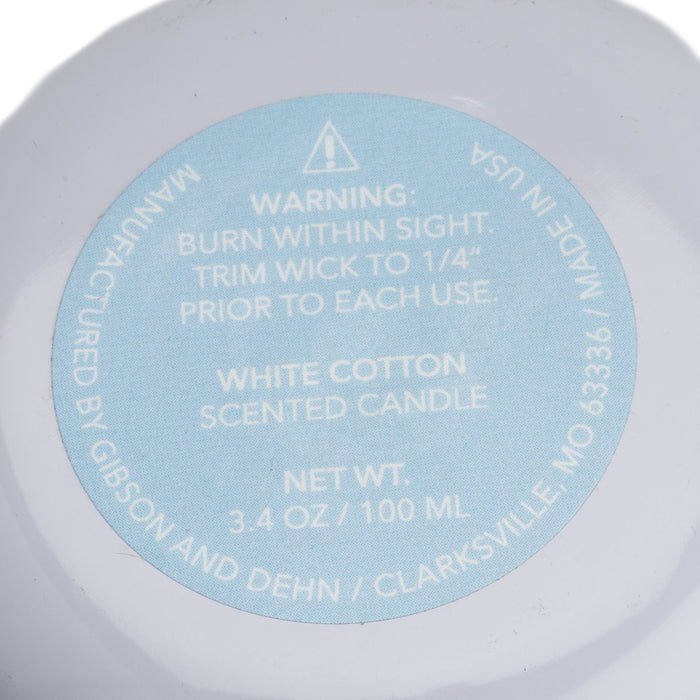 WARNING:
BURN WITHIN SIGHT.
TRIM WICK TO 1/4"
PRIOR TO EACH USE.
WHITE COTTON
SCENTED CANDLE
NET WT.
3.4 OZ / 100 ML
MANUFACTURED BY GIBSON AND DEHN / CLARKSVILLE, MO 63336 / MADE IN USA